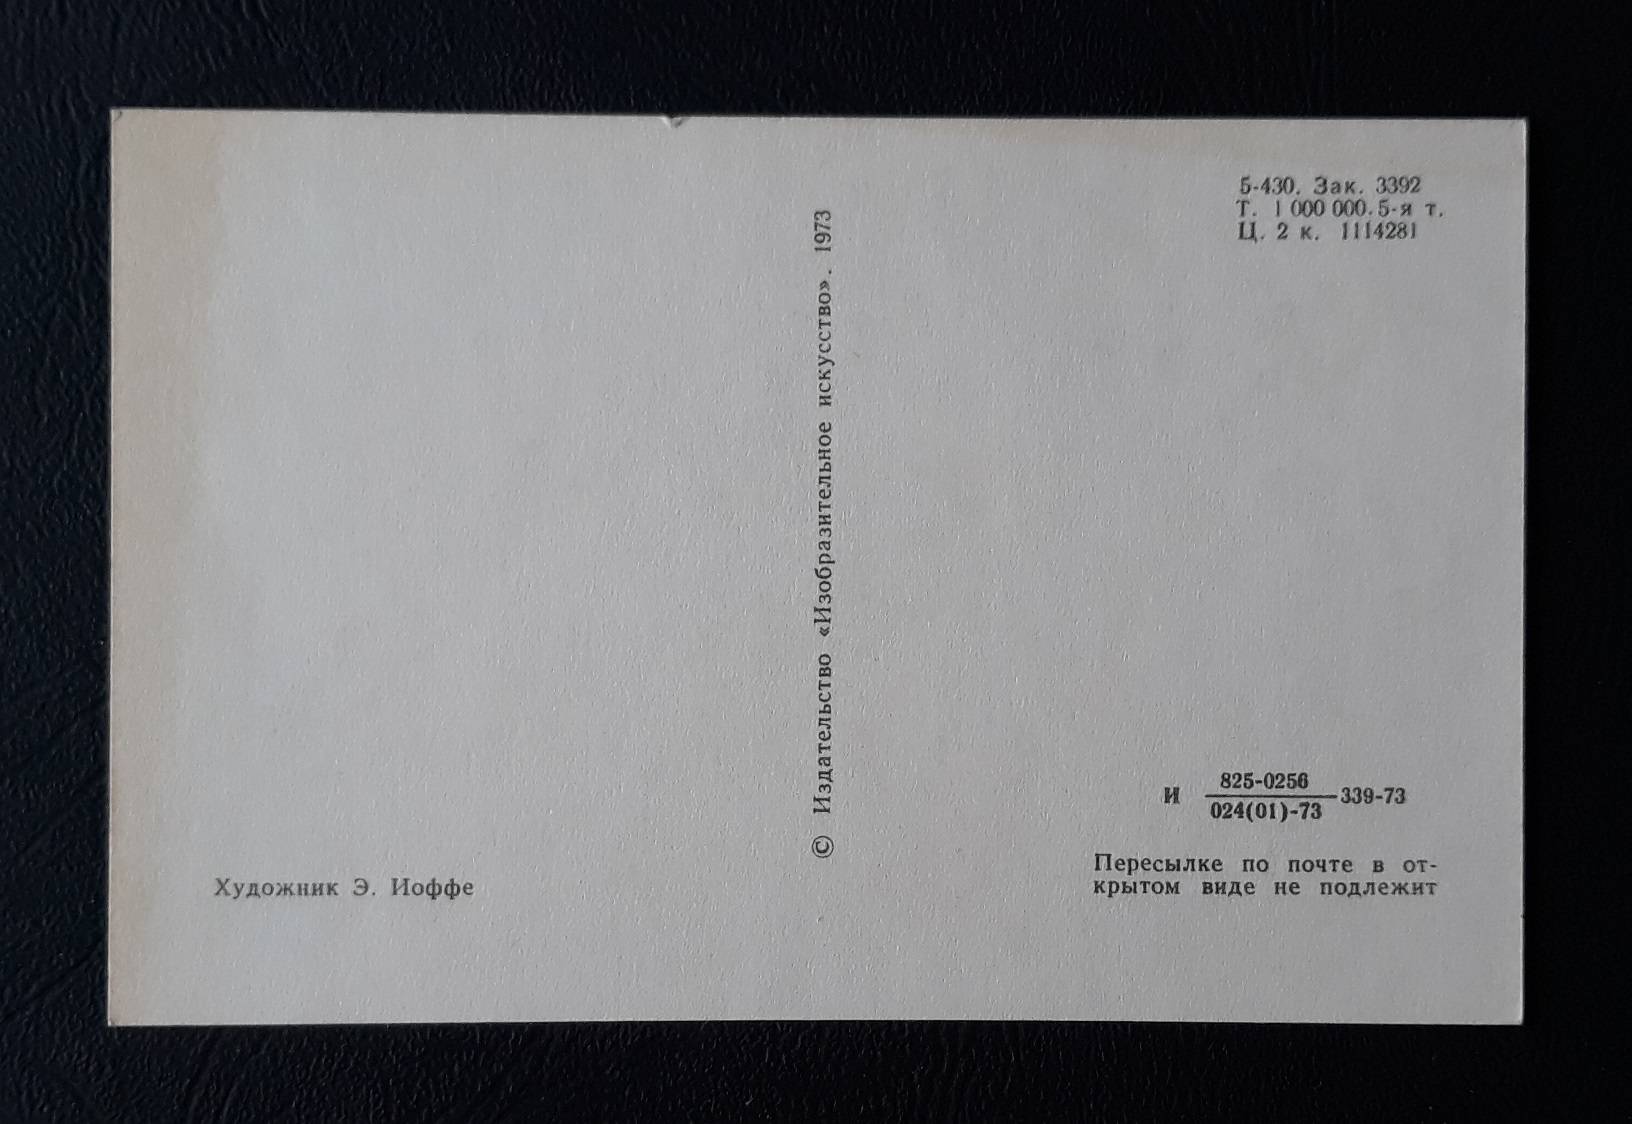 5-430. Зак. 3392
Т. 1 000 000. 5-я т.
Ц. 2 к. 1114281
© Издательство «Изобразительное искусство». 1973
И 825-0256
024(01)-73 339-73
Пересылке по почте в от-
крытом виде не подлежит
Художник Э. Иоффе